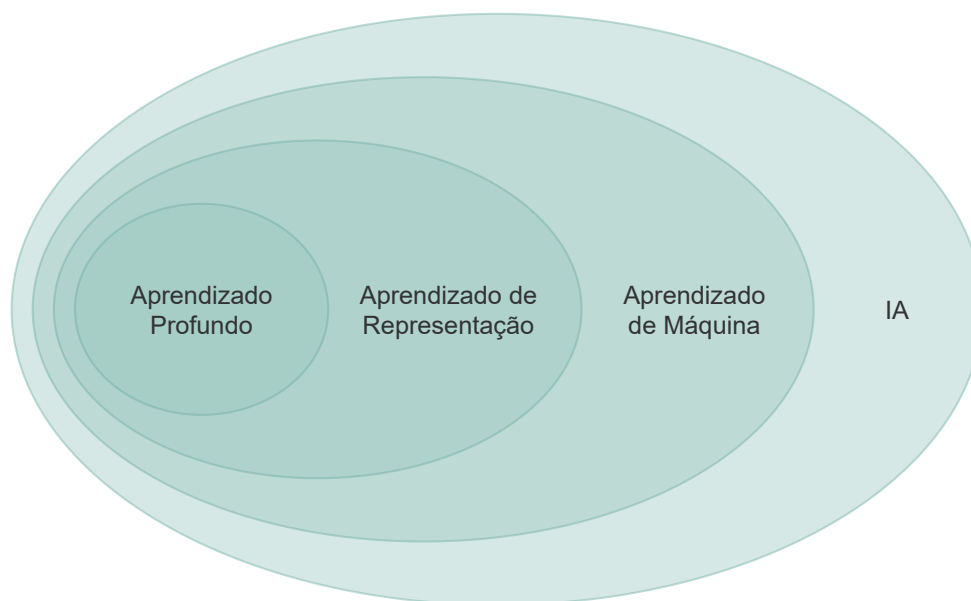 Aprendizado
Profundo
Aprendizado de
Representação
Aprendizado
de Máquina
IA